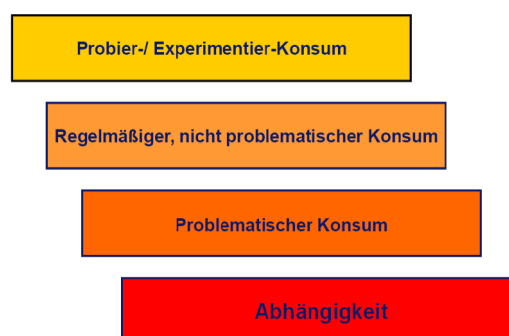 Probier-/ Experimentier-Konsum
Regelmäßiger, nicht problematischer Konsum
Problematischer Konsum
Abhängigkeit